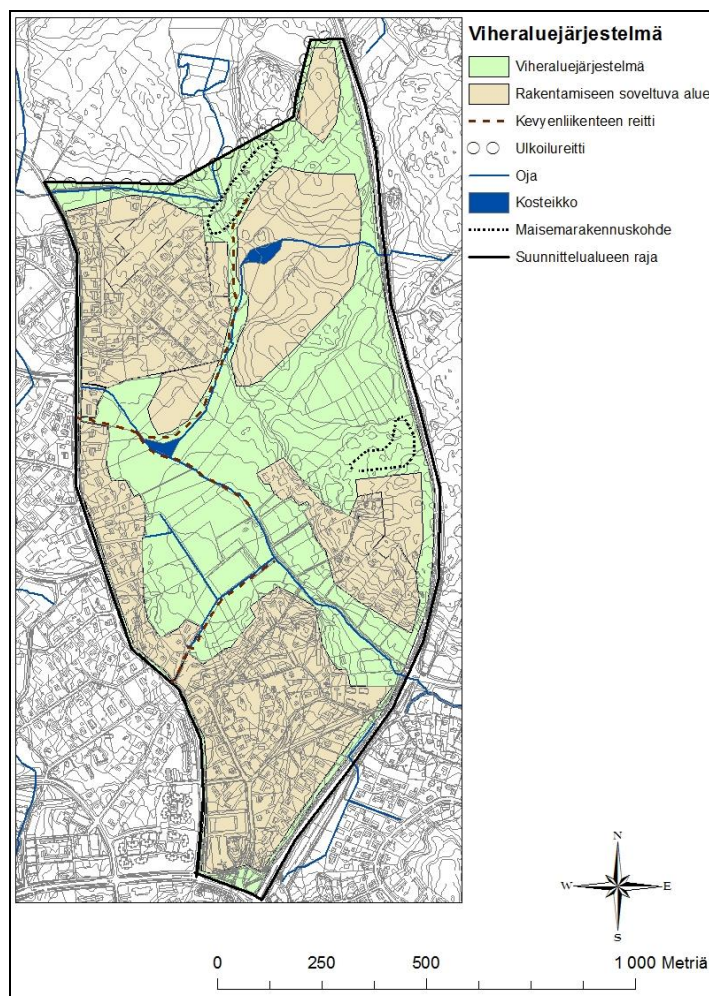 Viheraluejärjestelmä
Viheraluejärjestelmä
Rakentamiseen soveltuva alue
Kevyenliikenteen reitti
Ulkoilureitti
Oja
Kosteikko
Maisemarakennuskohde
Suunnittelualueen raja
N
W E
S
0 250 500 1 000 Metriä